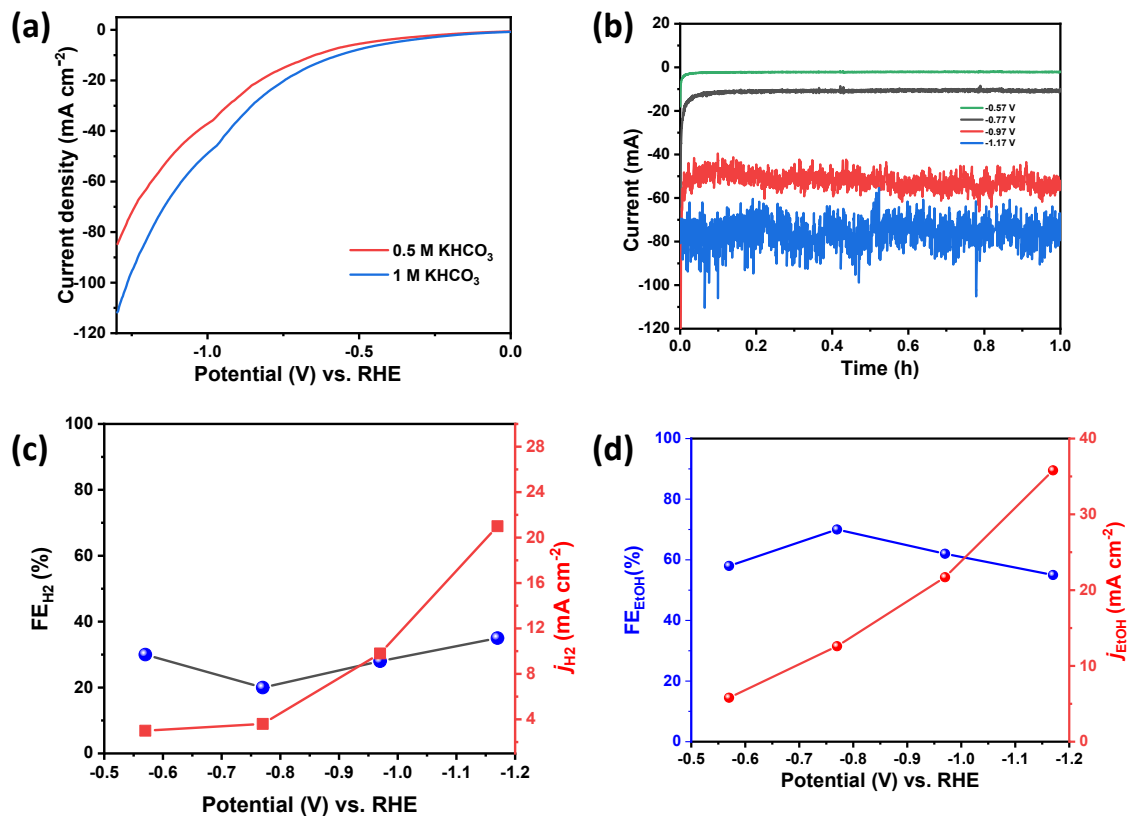 (a)
0
-20
-40
-60
-80
-100
-120
Current density (mA cm⁻²)
0.5 M KHCO₃
1 M KHCO₃
-1.0 -0.5 0.0
Potential (V) vs. RHE
(b)
20
0
-20
-40
-60
-80
-100
-120
Current (mA)
-0.57 V
-0.77 V
-0.97 V
-1.17 V
0.0 0.2 0.4 0.6 0.8 1.0
Time (h)
(c)
100
80
60
40
20
0
FE_H2 (%)
28
24
20
16
12
8
4
j_H2 (mA cm⁻²)
-0.5 -0.6 -0.7 -0.8 -0.9 -1.0 -1.1 -1.2
Potential (V) vs. RHE
(d)
100
80
60
40
20
0
FE_EtOH(%)
40
30
20
10
0
j_EtOH (mA cm⁻²)
-0.5 -0.6 -0.7 -0.8 -0.9 -1.0 -1.1 -1.2
Potential (V) vs. RHE